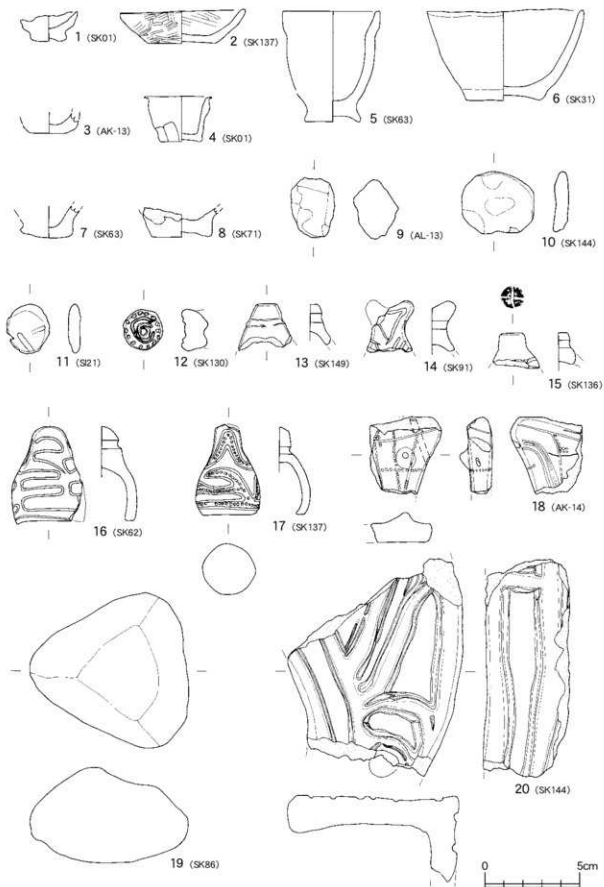 1 (SK01)
2 (SK137)
3 (AK-13)
4 (SK01)
5 (SK63)
6 (SK31)
7 (SK63)
8 (SK71)
9 (AL-13)
10 (SK144)
11 (SI21)
12 (SK130)
13 (SK149)
14 (SK91)
15 (SK136)
16 (SK62)
17 (SK137)
18 (AK-14)
19 (SK86)
20 (SK144)
0 5cm